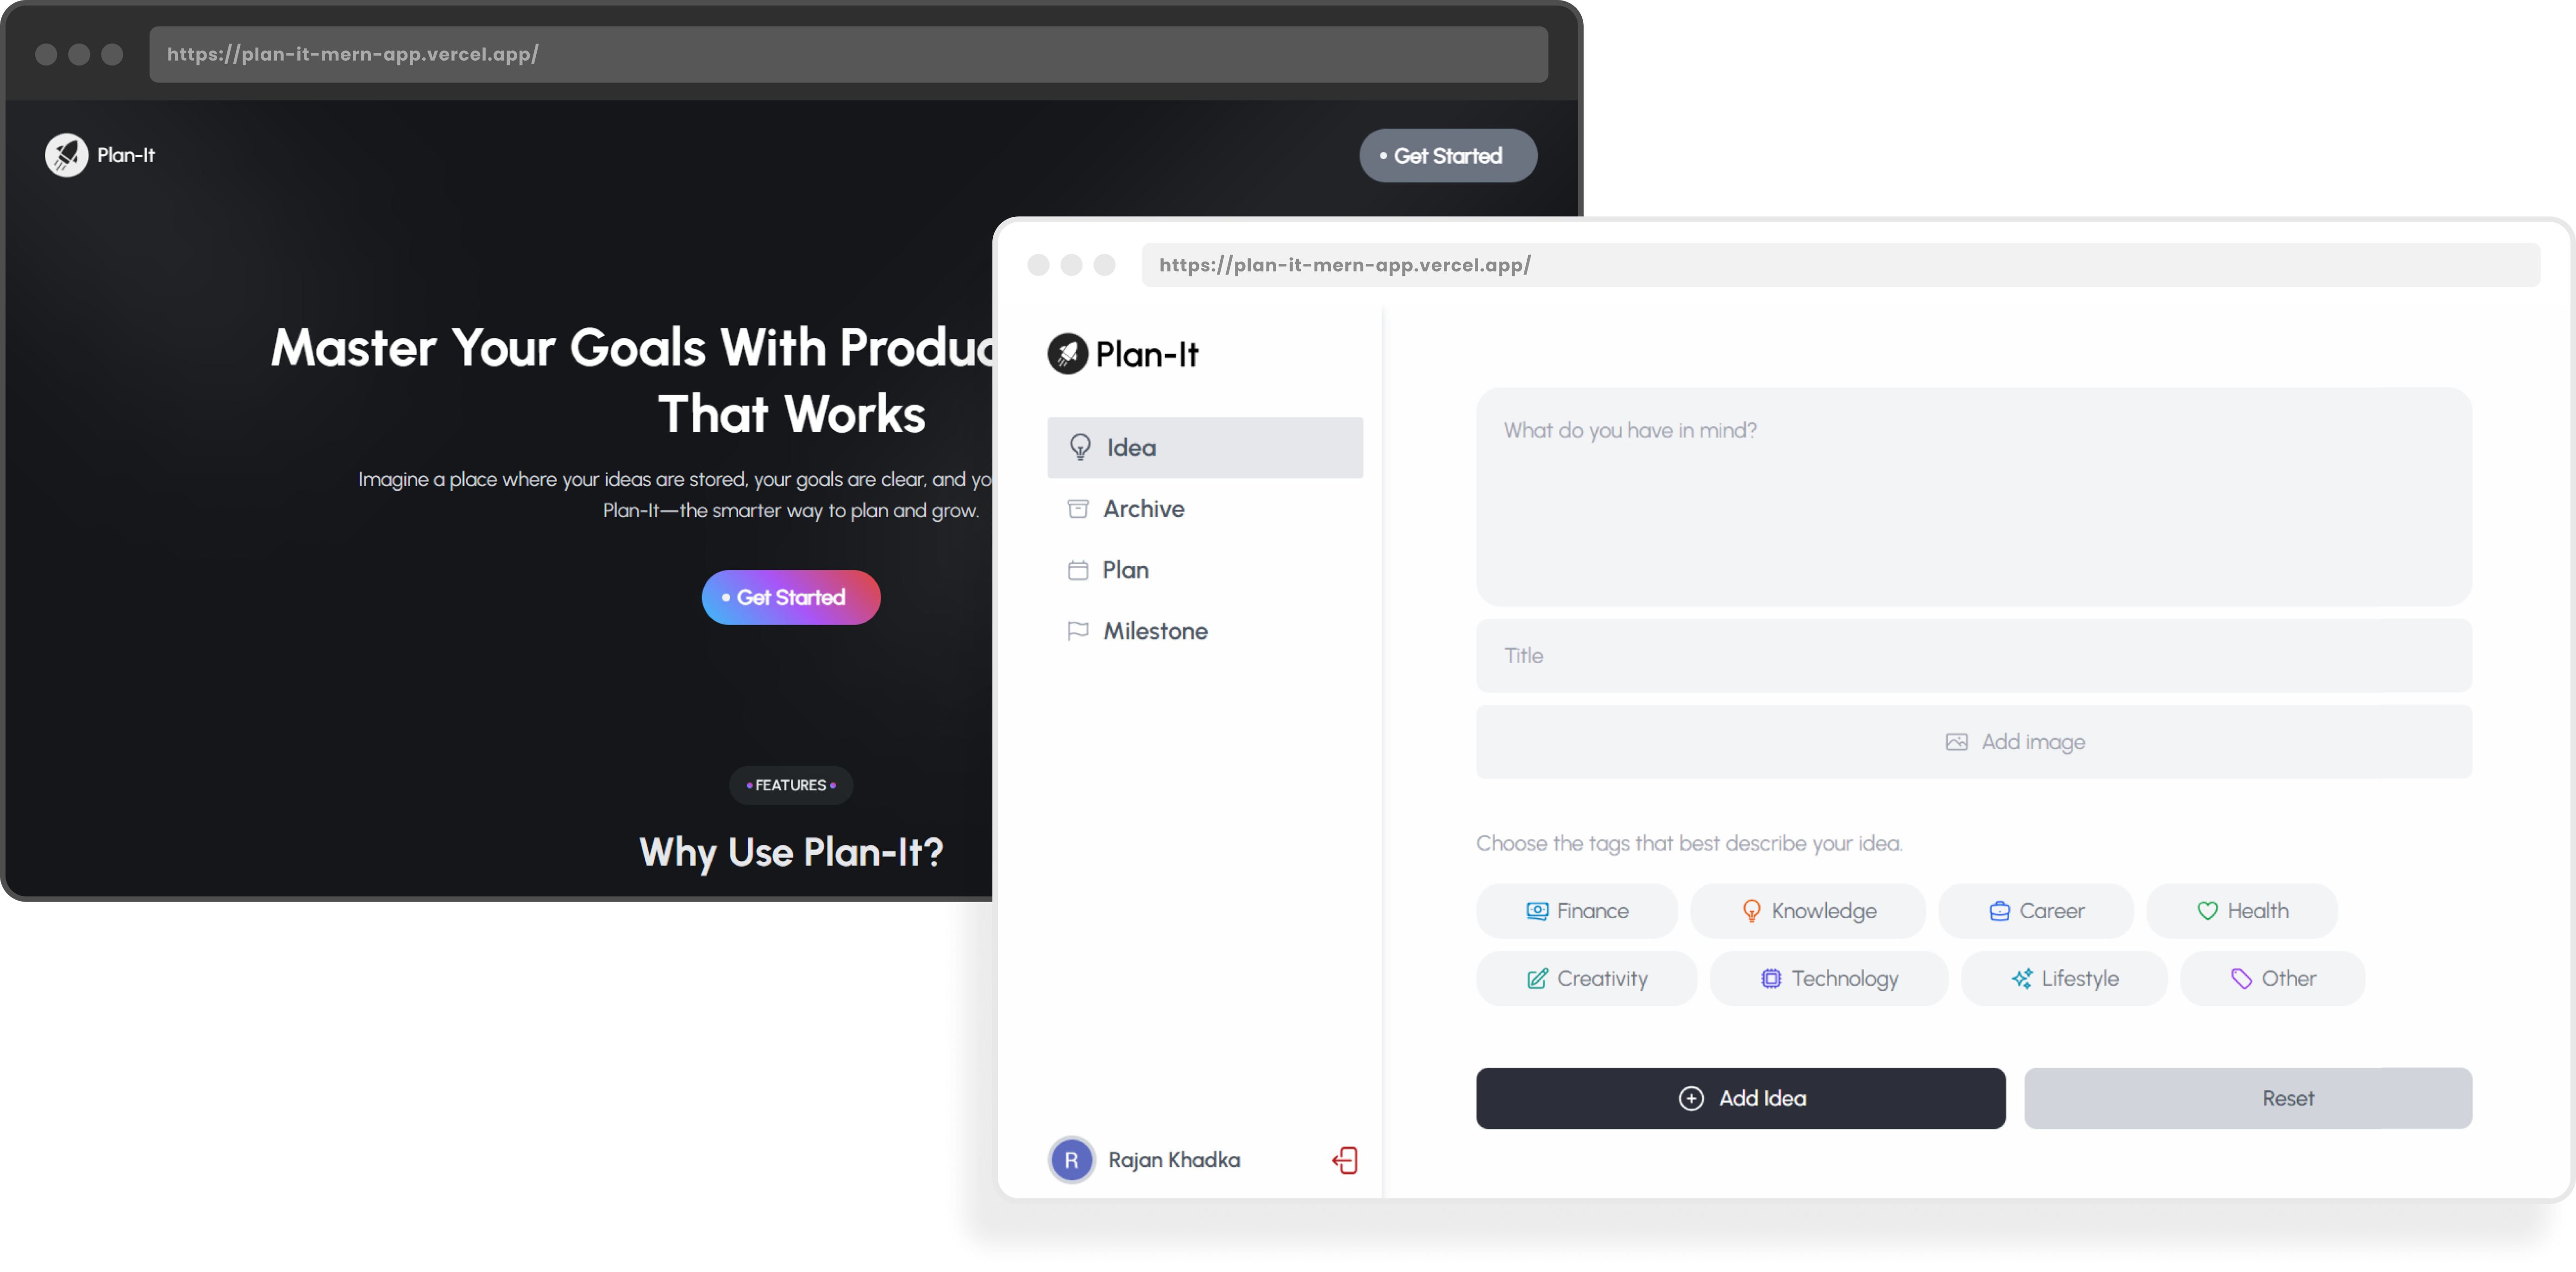 https://plan-it-mern-app.vercel.app/
Plan-It
Get Started
Master Your Goals With
That Works
Imagine a place where your ideas are stored, your goals are clear, and
Plan-It—the smarter way to plan and grow.
Get Started
FEATURES
Why Use Plan-It?
https://plan-it-mern-app.vercel.app/
Plan-It
Idea
Archive
Plan
Milestone
R
Rajan Khadka
What do you have in mind?
Title
Add image
Choose the tags that best describe your idea.
Finance Knowledge Career Health
Creativity Technology Lifestyle Other
Add Idea Reset